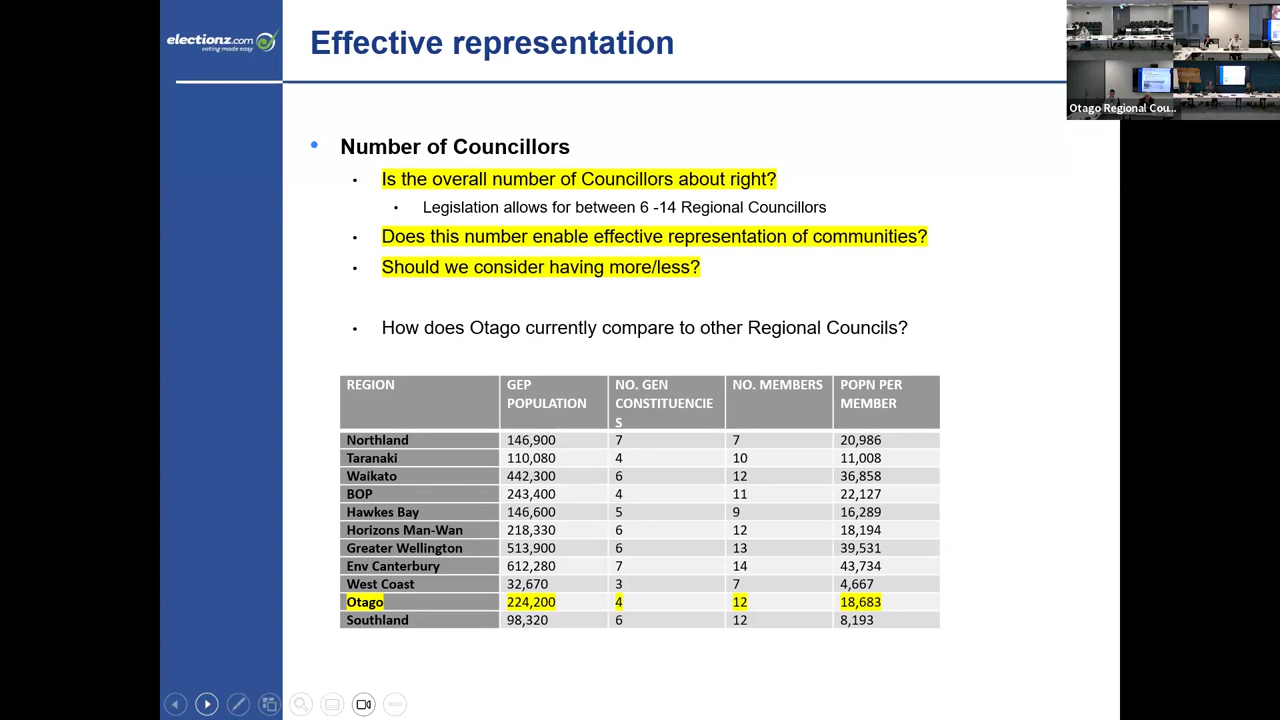 electionz.com
voting made easy
Effective representation
Otago Regional Cou...
Number of Councillors
Is the overall number of Councillors about right?
Legislation allows for between 6 -14 Regional Councillors
Does this number enable effective representation of communities?
Should we consider having more/less?
How does Otago currently compare to other Regional Councils?
REGION GEP POPULATION NO. GEN CONSTITUENCIES NO. MEMBERS POPN PER MEMBER
Northland 146,900 7 7 20,986
Taranaki 110,080 4 10 11,008
Waikato 442,300 6 12 36,858
BOP 243,400 4 11 22,127
Hawkes Bay 146,600 5 9 16,289
Horizons Man-Wan 218,330 6 12 18,194
Greater Wellington 513,900 6 13 39,531
Env Canterbury 612,280 7 14 43,734
West Coast 32,670 3 7 4,667
Otago 224,200 4 12 18,683
Southland 98,320 6 12 8,193